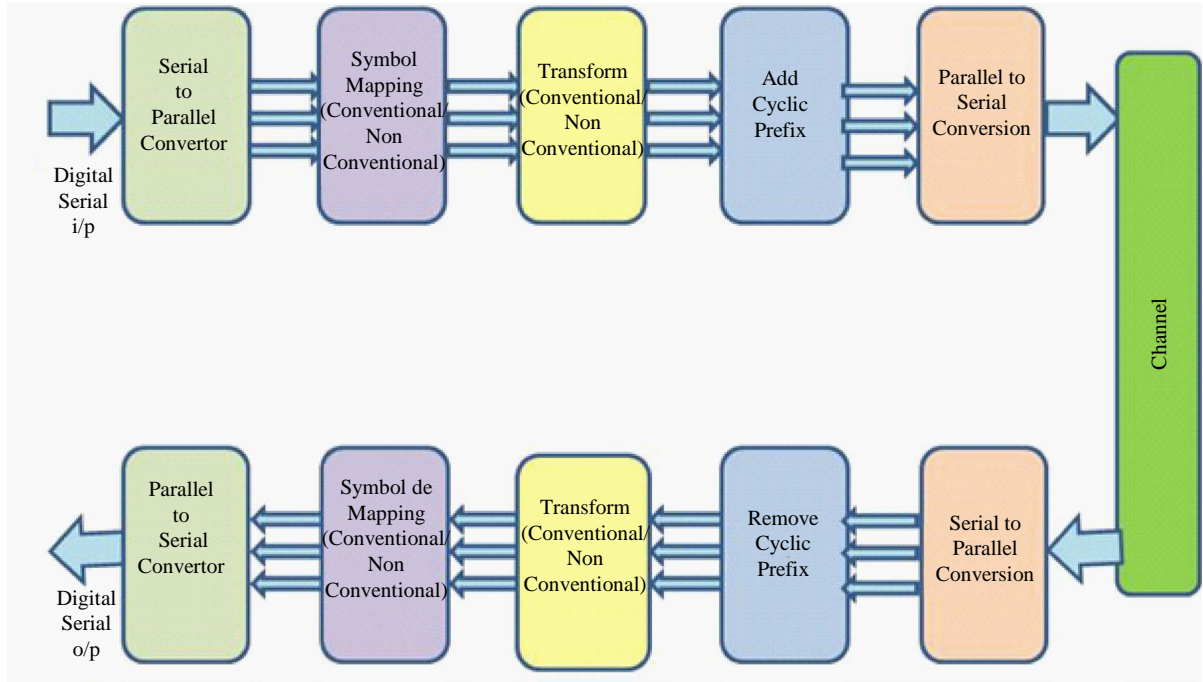 Serial
to
Parallel
Convertor
Symbol
Mapping
(Conventional/
Non
Conventional)
Transform
(Conventional/
Non
Conventional)
Add
Cyclic
Prefix
Parallel to
Serial
Conversion
Digital
Serial
i/p
Channel
Parallel
to
Serial
Convertor
Symbol de
Mapping
(Conventional/
Non
Conventional)
Transform
(Conventional/
Non
Conventional)
Remove
Cyclic
Prefix
Serial to
Parallel
Conversion
Digital
Serial
o/p